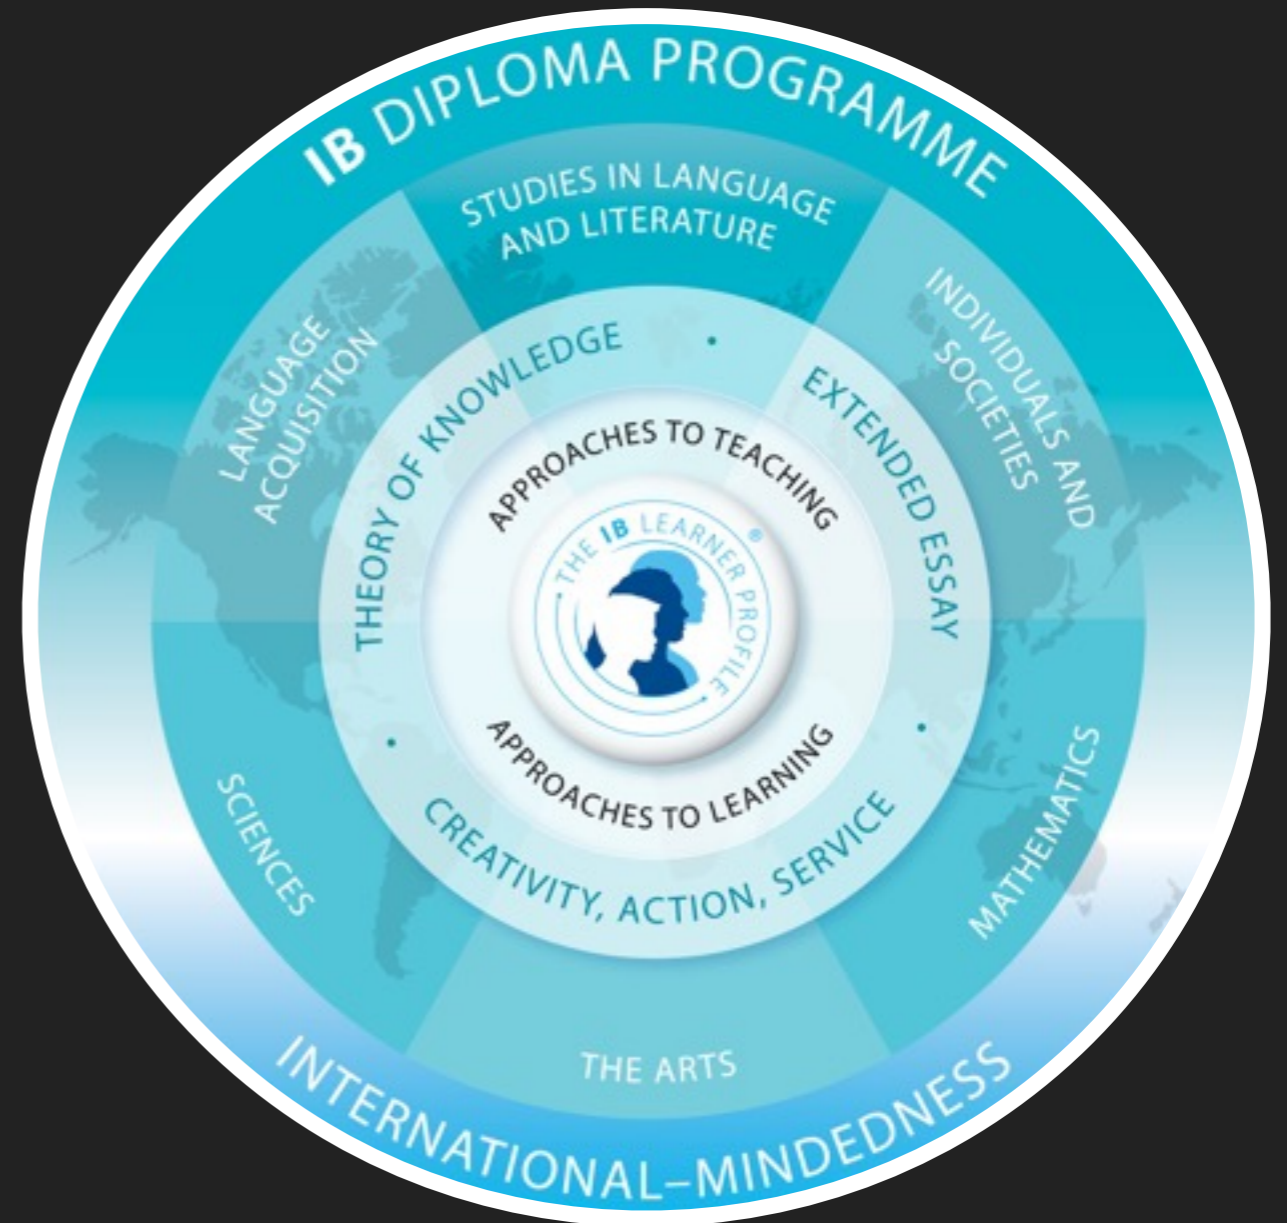 IB DIPLOMA PROGRAMME
STUDIES IN LANGUAGE
AND LITERATURE
LANGUAGE
ACQUISITION
INDIVIDUALS AND
SOCIETIES
THEORY OF KNOWLEDGE
EXTENDED ESSAY
APPROACHES TO TEACHING
THE IB LEARNER PROFILE ®
APPROACHES TO LEARNING
CREATIVITY, ACTION, SERVICE
SCIENCES
MATHEMATICS
THE ARTS
INTERNATIONAL–MINDEDNESS